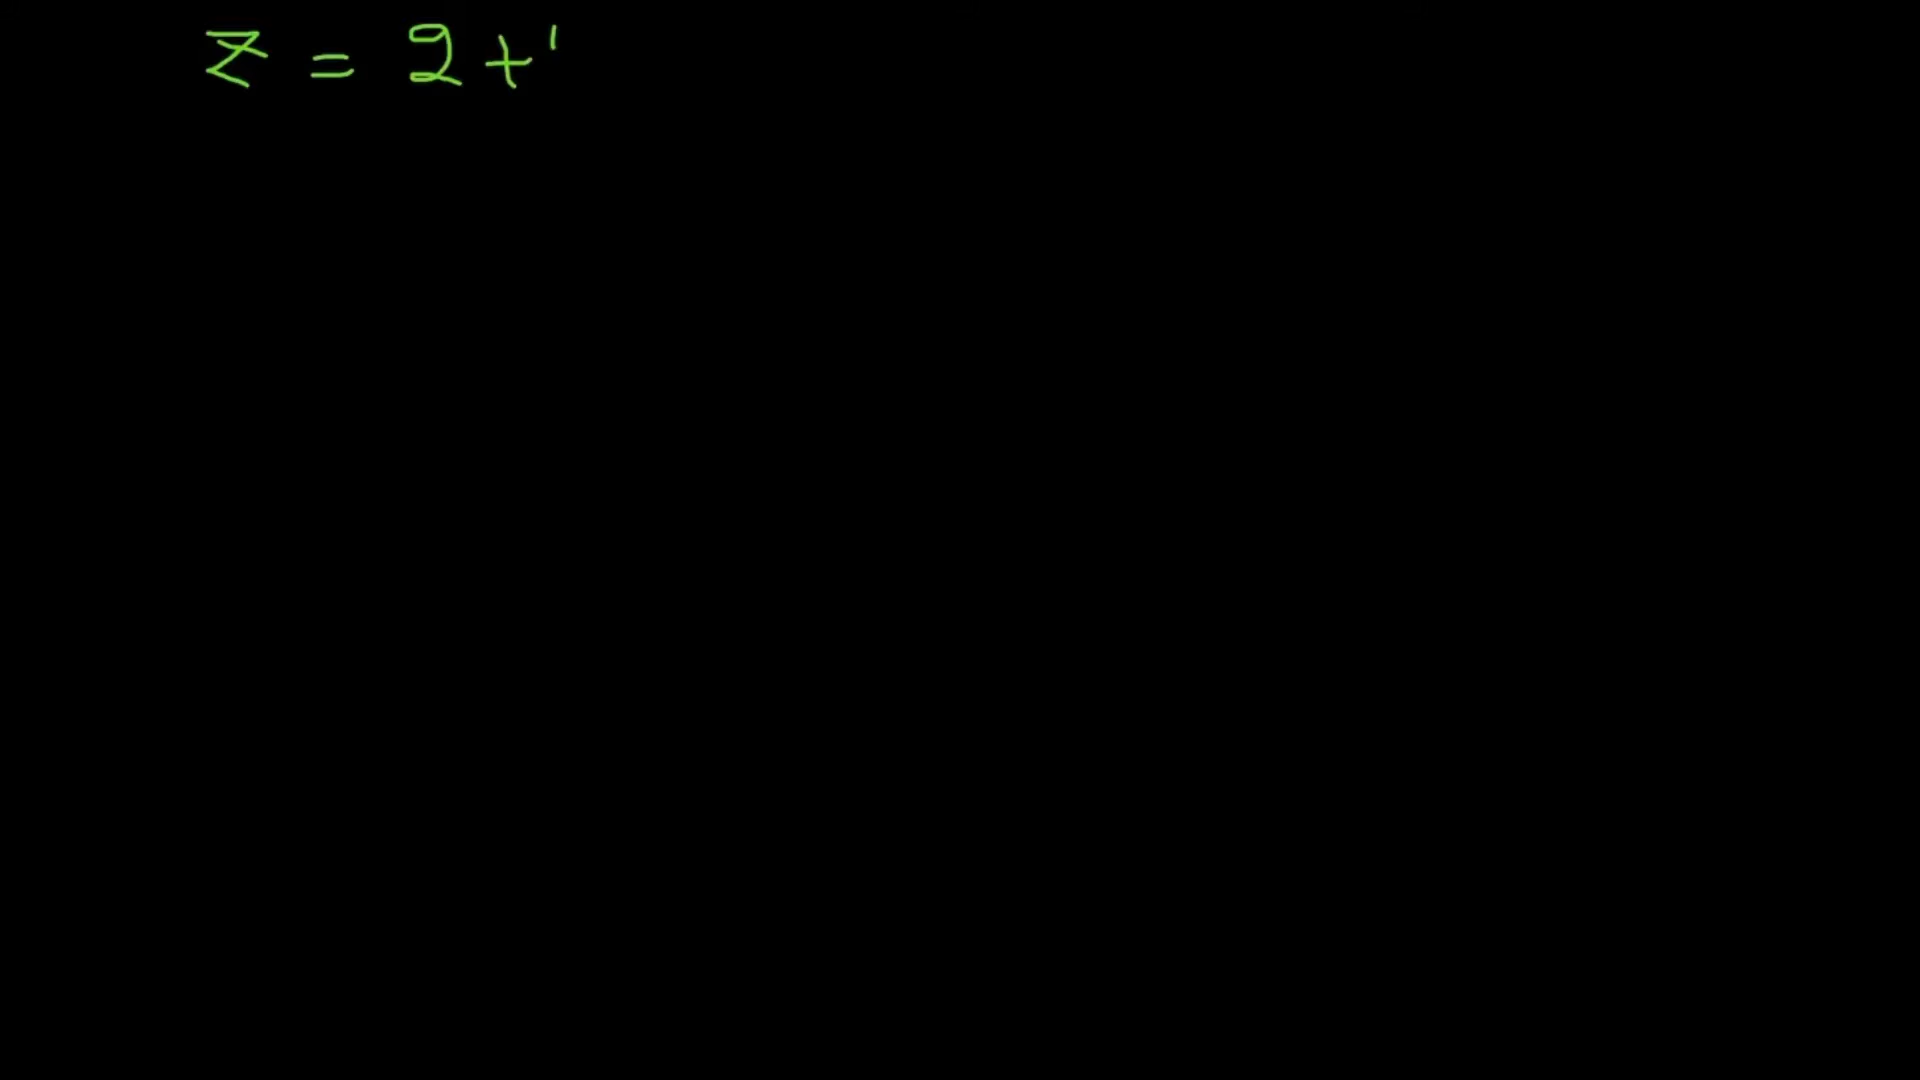 z = 2 +